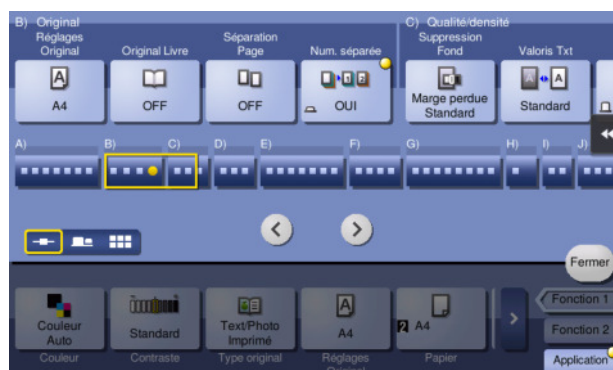 B) Original
C) Qualité/densité
Réglages
Original
Original Livre
Séparation
Page
Num. séparée
Suppression
Fond
Valoris Txt
A4
OFF
OFF
OUI
Marge perdue
Standard
Standard
A)
B)
C)
D)
E)
F)
G)
H)
I)
J)
Fermer
Couleur
Auto
Standard
Text/Photo
Imprimé
A4
2 A4
Fonction 1
Fonction 2
Application
Couleur
Contraste
Type original
Réglages
Original
Papier